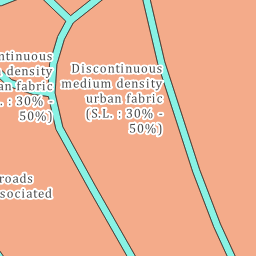 ntinuous
density
an fabric
. : 30% -
50%)
Discontinuous
medium density
urban fabric
(S.L. : 30% -
50%)
roads
sociated